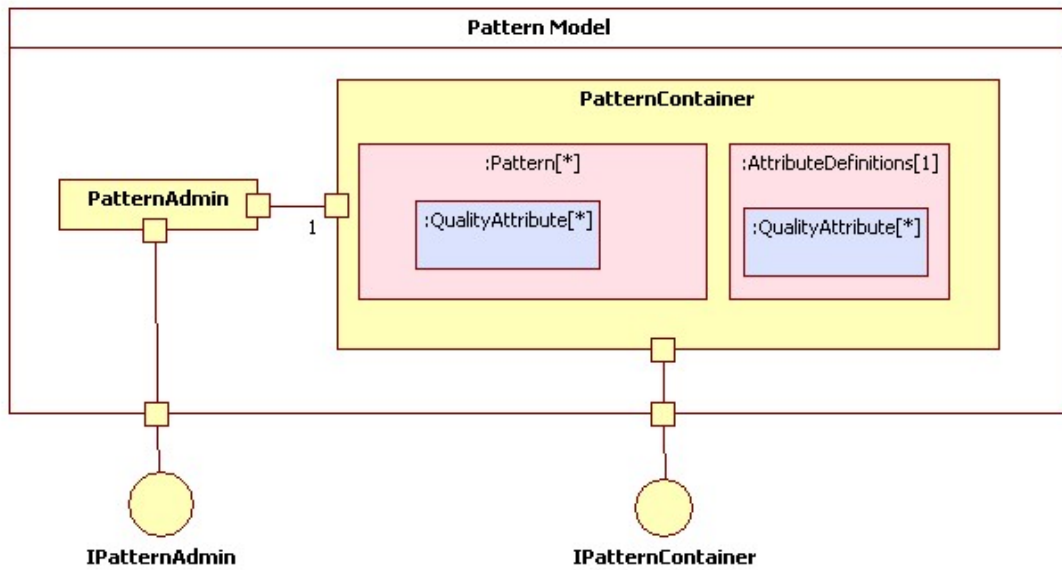 Pattern Model
PatternContainer
:Pattern[*]
:AttributeDefinitions[1]
PatternAdmin
:QualityAttribute[*]
:QualityAttribute[*]
1
IPatternAdmin
IPatternContainer